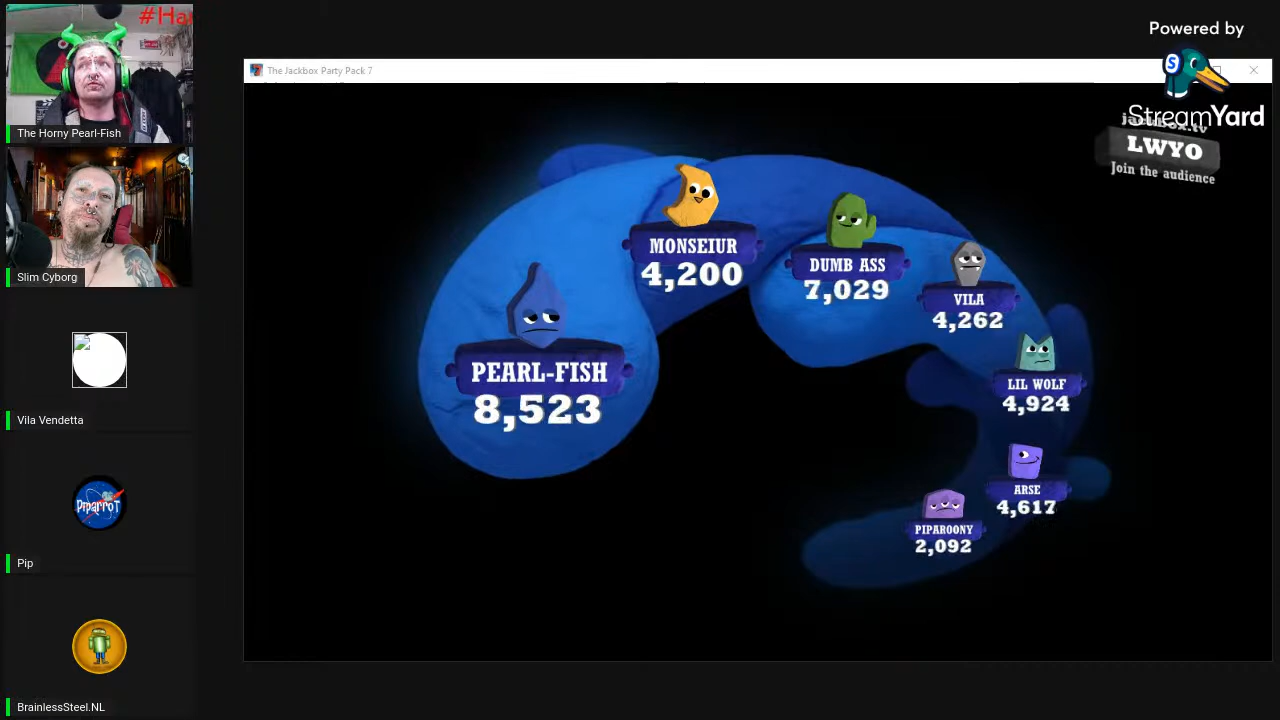 #Ha
The Horny Pearl-Fish
Slim Cyborg
Vila Vendetta
PiparroT
Pip
BrainlessSteel.NL
The Jackbox Party Pack 7
Powered by
S
StreamYard
jackbox.tv
LWYO
Join the audience
MONSEIUR
4,200
DUMB ASS
7,029
VILA
4,262
PEARL-FISH
8,523
LIL WOLF
4,924
ARSE
4,617
PIPAROONY
2,092